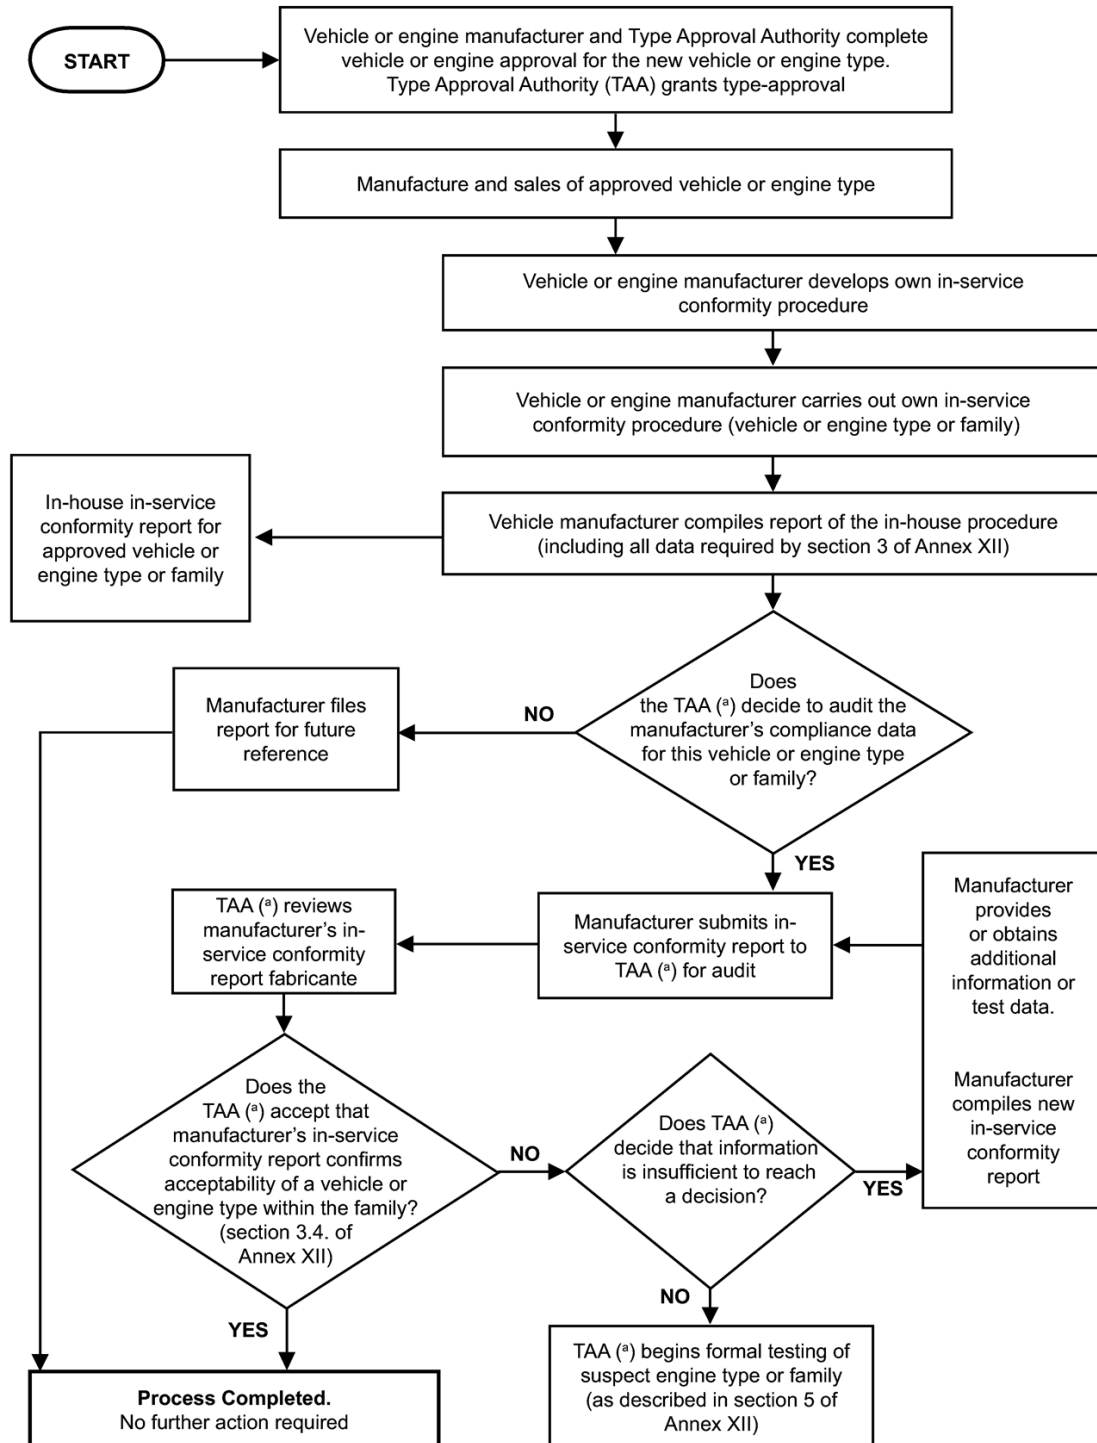 START
Vehicle or engine manufacturer and Type Approval Authority complete
vehicle or engine approval for the new vehicle or engine type.
Type Approval Authority (TAA) grants type-approval
Manufacture and sales of approved vehicle or engine type
Vehicle or engine manufacturer develops own in-service
conformity procedure
Vehicle or engine manufacturer carries out own in-service
conformity procedure (vehicle or engine type or family)
In-house in-service
conformity report for
approved vehicle or
engine type or family
Vehicle manufacturer compiles report of the in-house procedure
(including all data required by section 3 of Annex XII)
Does
the TAA (ᵃ) decide to audit the
manufacturer’s compliance data
for this vehicle or engine type
or family?
NO
Manufacturer files
report for future
reference
YES
Manufacturer submits in-
service conformity report to
TAA (ᵃ) for audit
TAA (ᵃ) reviews
manufacturer’s in-
service conformity
report fabricante
Manufacturer
provides
or obtains
additional
information or
test data.
Manufacturer
compiles new
in-service
conformity
report
Does the
TAA (ᵃ) accept that
manufacturer’s in-service
conformity report confirms
acceptability of a vehicle or
engine type within the family?
(section 3.4. of
Annex XII)
NO
Does TAA (ᵃ)
decide that information
is insufficient to reach
a decision?
YES
NO
YES
TAA (ᵃ) begins formal testing of
suspect engine type or family
(as described in section 5 of
Annex XII)
Process Completed.
No further action required